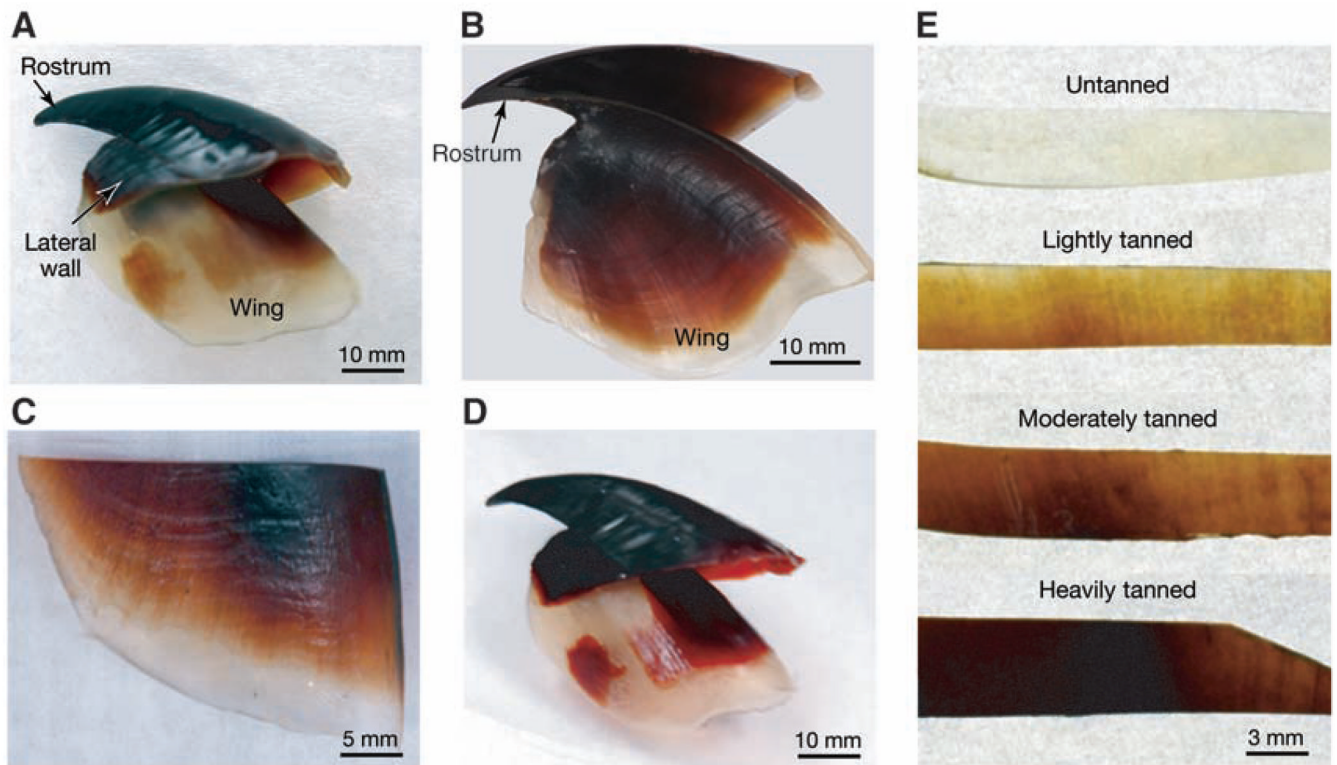 A
Rostrum
Lateral
wall
Wing
10 mm
B
Rostrum
Wing
10 mm
C
5 mm
D
10 mm
E
Untanned
Lightly tanned
Moderately tanned
Heavily tanned
3 mm